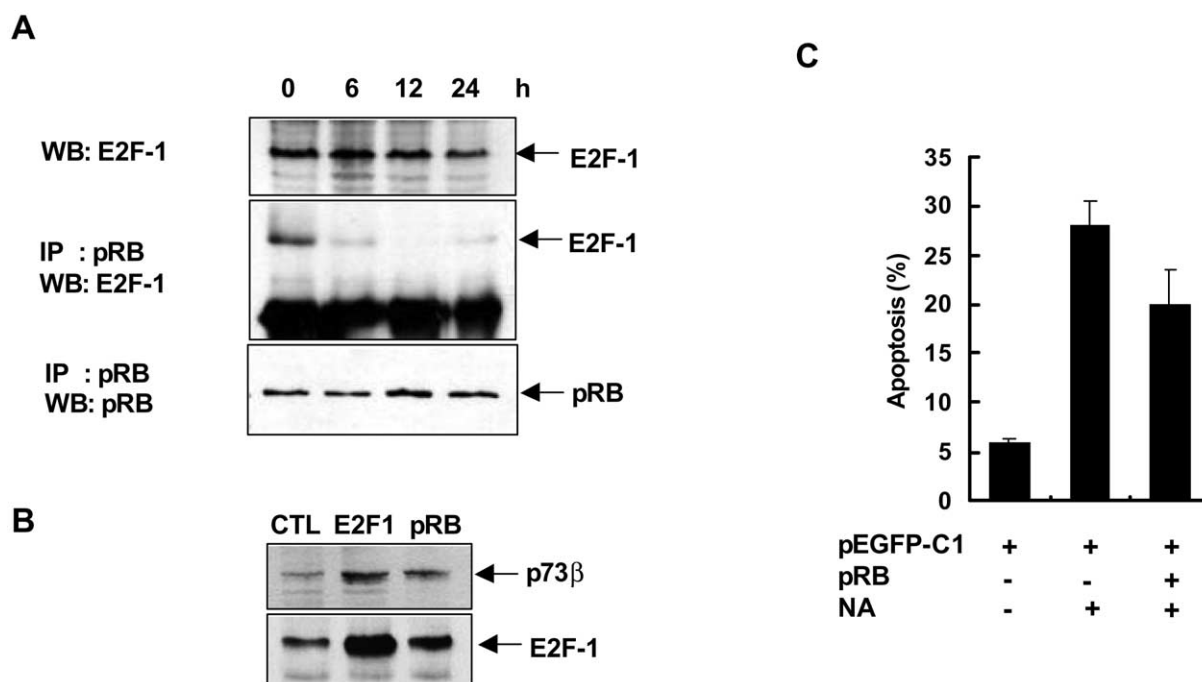 A
0 6 12 24 h
WB: E2F-1
E2F-1
IP : pRB
WB: E2F-1
E2F-1
IP : pRB
WB: pRB
pRB
B
CTL E2F1 pRB
p73β
E2F-1
C
Apoptosis (%)
35
30
25
20
15
10
5
0
pEGFP-C1 + + +
pRB - - +
NA - + +